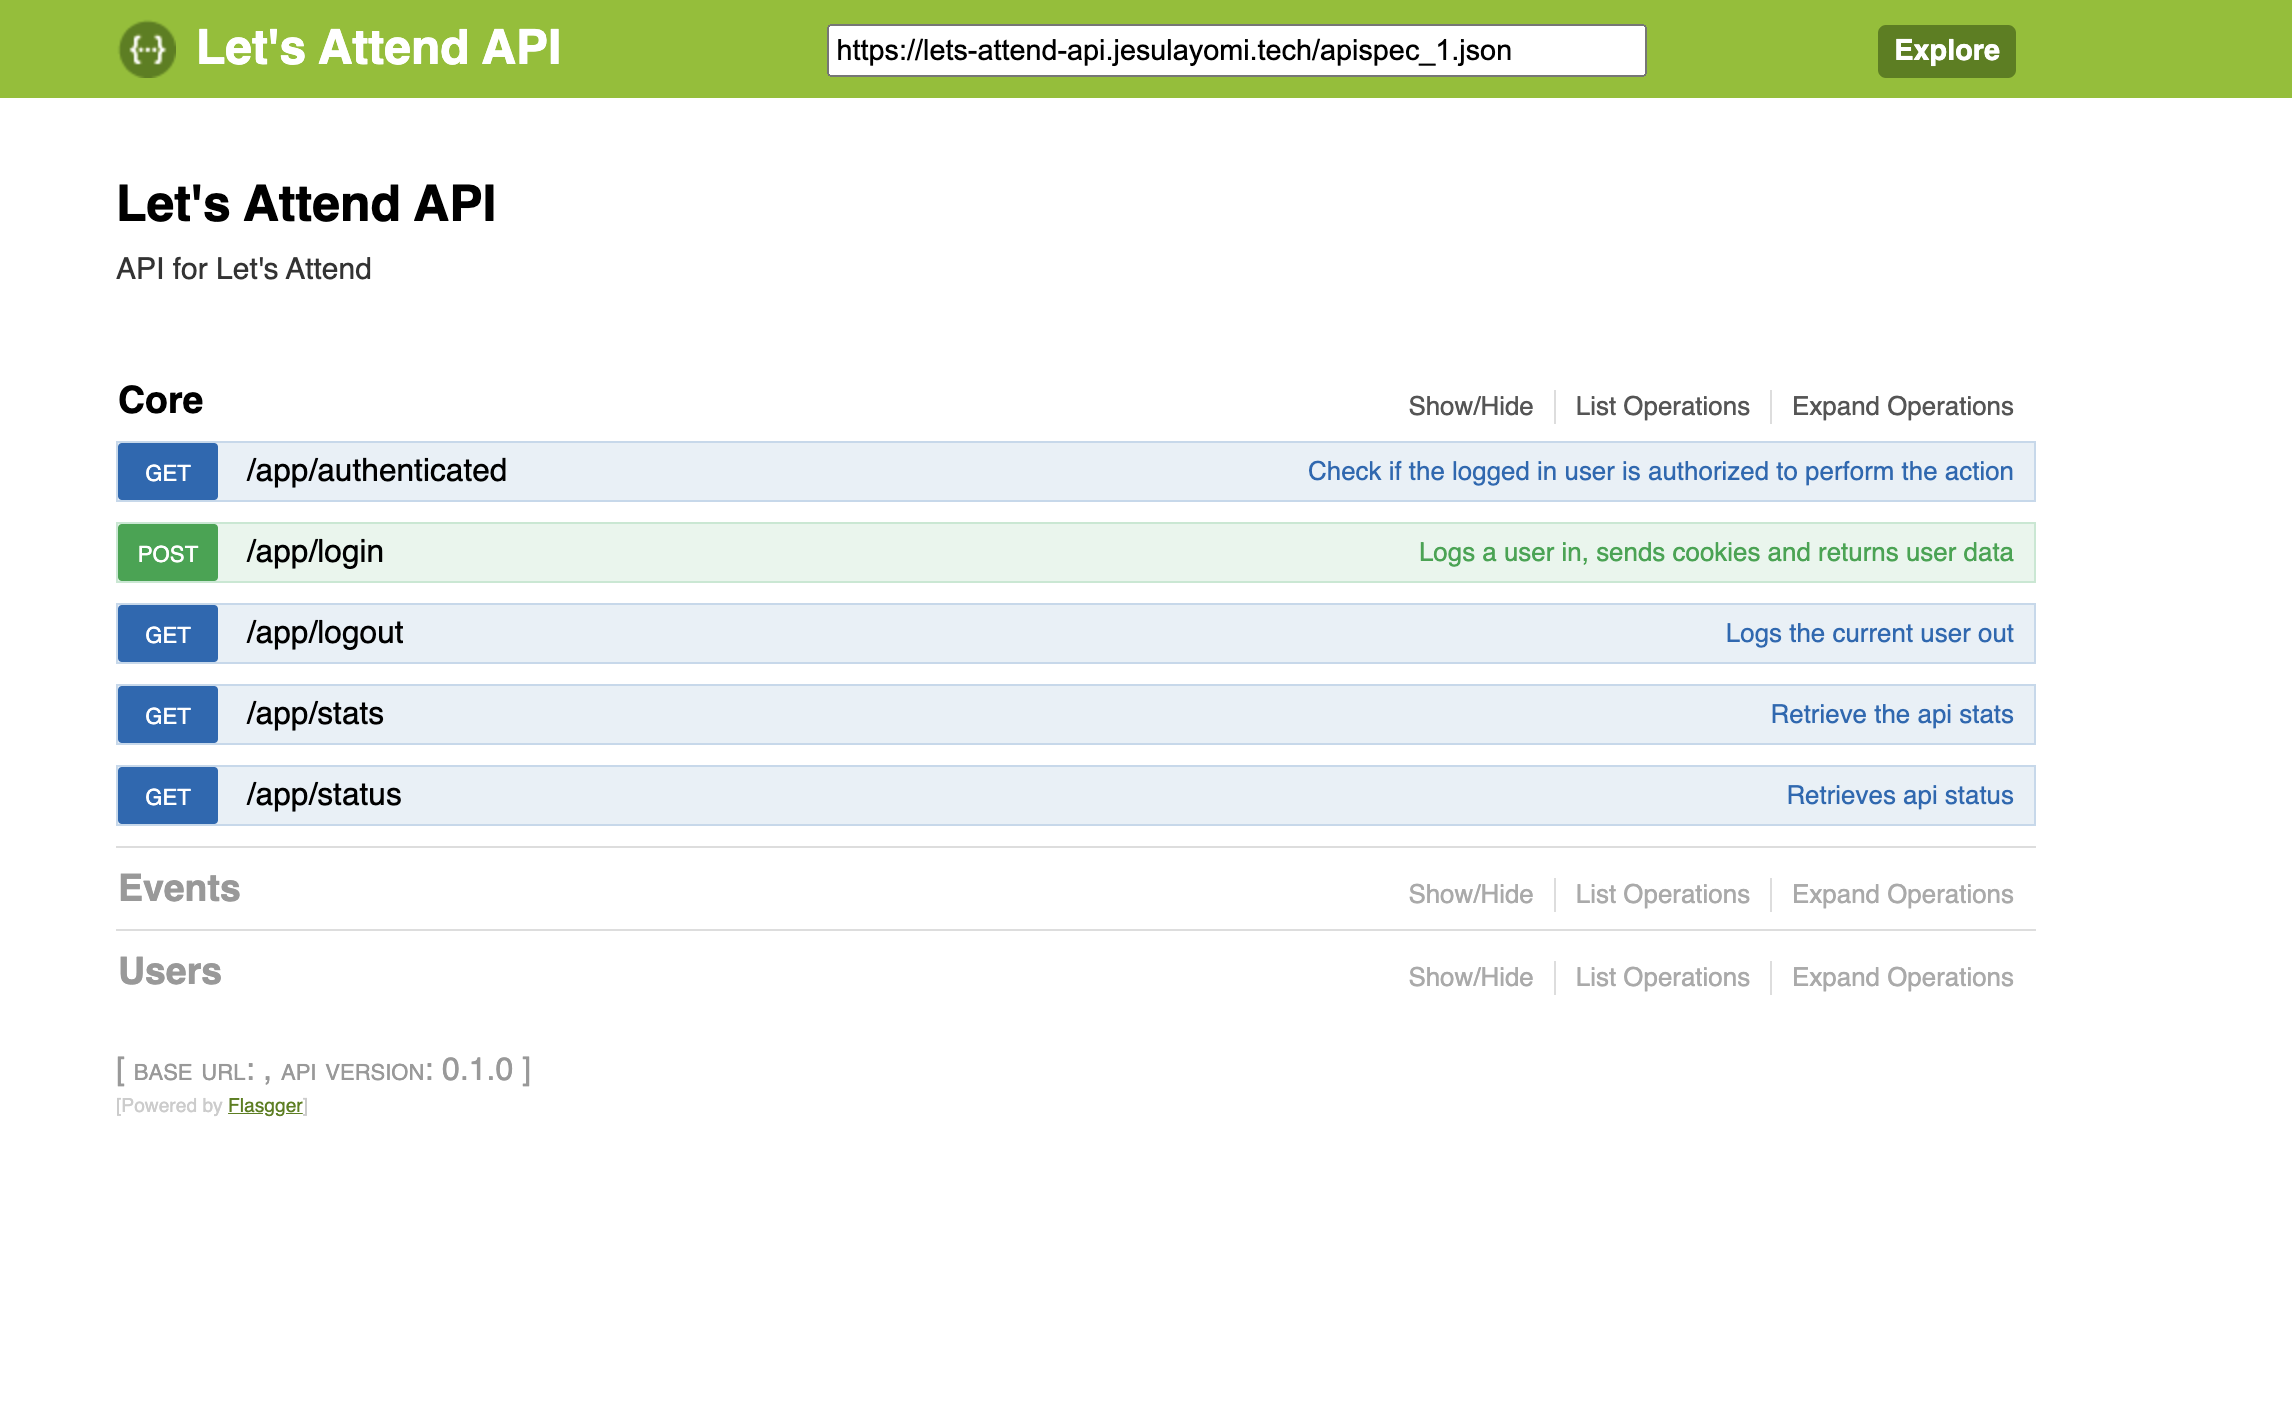 {···} Let's Attend API https://lets-attend-api.jesulayomi.tech/apispec_1.json Explore
Let's Attend API
API for Let's Attend
Core Show/Hide List Operations Expand Operations
GET /app/authenticated Check if the logged in user is authorized to perform the action
POST /app/login Logs a user in, sends cookies and returns user data
GET /app/logout Logs the current user out
GET /app/stats Retrieve the api stats
GET /app/status Retrieves api status
Events Show/Hide List Operations Expand Operations
Users Show/Hide List Operations Expand Operations
[ BASE URL: , API VERSION: 0.1.0 ]
[Powered by Flasgger]